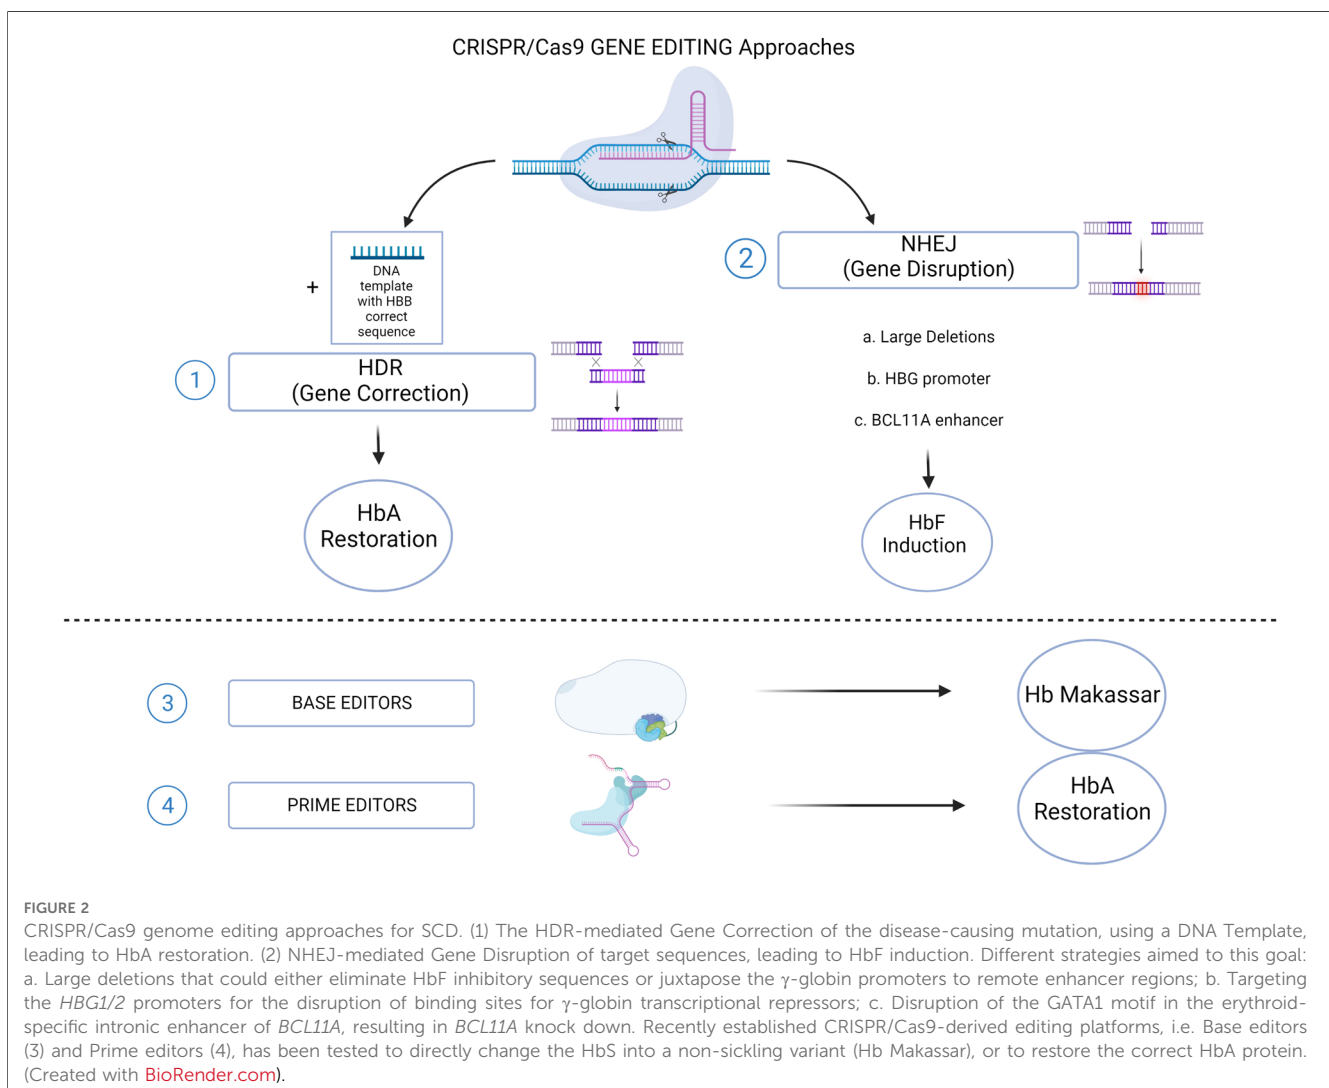 CRISPR/Cas9 GENE EDITING Approaches
DNA
template
with HBB
correct
sequence
+
1
HDR
(Gene Correction)
HbA
Restoration
2
NHEJ
(Gene Disruption)
a. Large Deletions
b. HBG promoter
c. BCL11A enhancer
HbF
Induction
3
BASE EDITORS
Hb Makassar
4
PRIME EDITORS
HbA
Restoration
FIGURE 2
CRISPR/Cas9 genome editing approaches for SCD. (1) The HDR-mediated Gene Correction of the disease-causing mutation, using a DNA Template,
leading to HbA restoration. (2) NHEJ-mediated Gene Disruption of target sequences, leading to HbF induction. Different strategies aimed to this goal:
a. Large deletions that could either eliminate HbF inhibitory sequences or juxtapose the γ-globin promoters to remote enhancer regions; b. Targeting
the HBG1/2 promoters for the disruption of binding sites for γ-globin transcriptional repressors; c. Disruption of the GATA1 motif in the erythroid-
specific intronic enhancer of BCL11A, resulting in BCL11A knock down. Recently established CRISPR/Cas9-derived editing platforms, i.e. Base editors
(3) and Prime editors (4), has been tested to directly change the HbS into a non-sickling variant (Hb Makassar), or to restore the correct HbA protein.
(Created with BioRender.com).